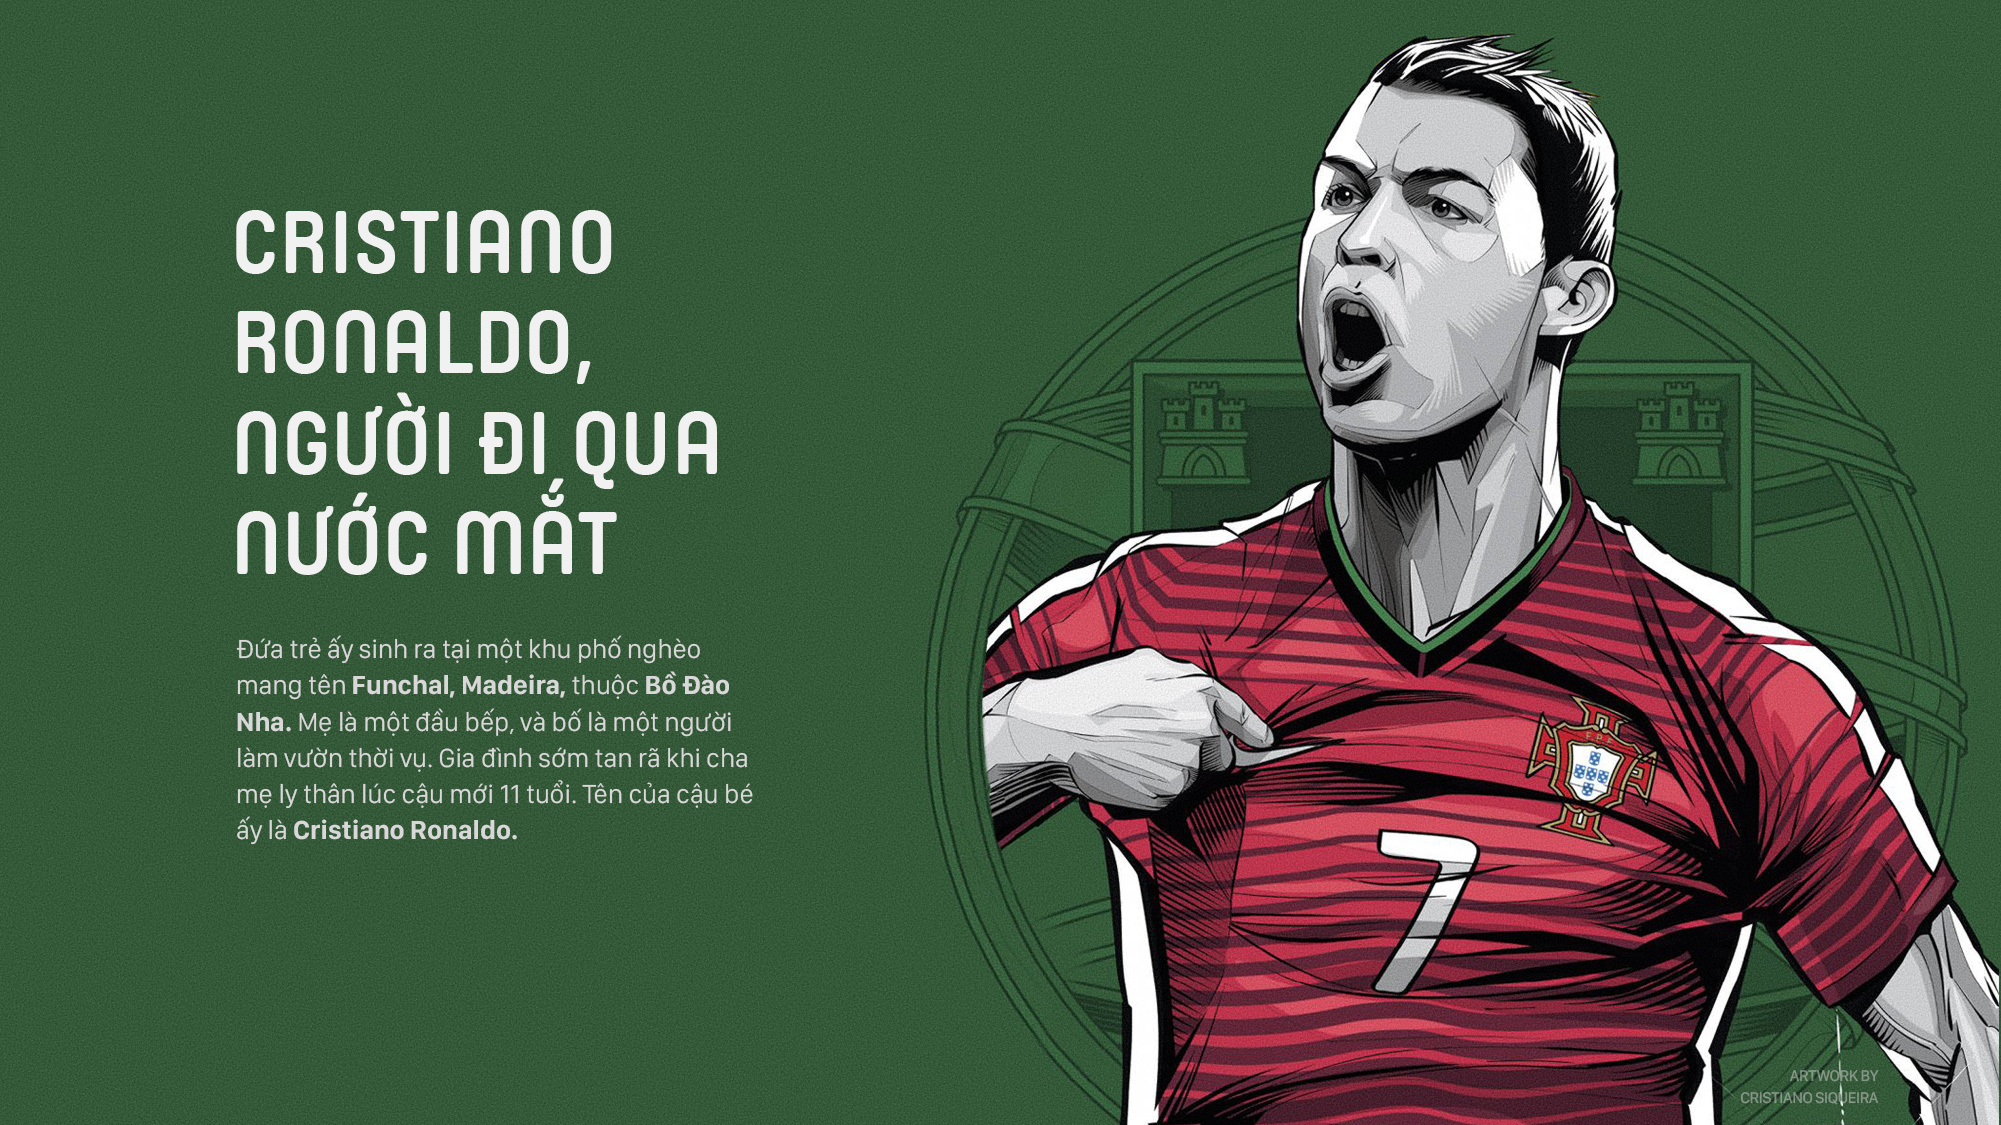 CRISTIANO
RONALDO,
NGƯỜI ĐI QUA
NƯỚC MẮT
Đứa trẻ ấy sinh ra tại một khu phố nghèo
mang tên Funchal, Madeira, thuộc Bồ Đào
Nha. Mẹ là một đầu bếp, và bố là một người
làm vườn thời vụ. Gia đình sớm tan rã khi cha
mẹ ly thân lúc cậu mới 11 tuổi. Tên của cậu bé
ấy là Cristiano Ronaldo.
FPF
7
ARTWORK BY
CRISTIANO SIQUEIRA